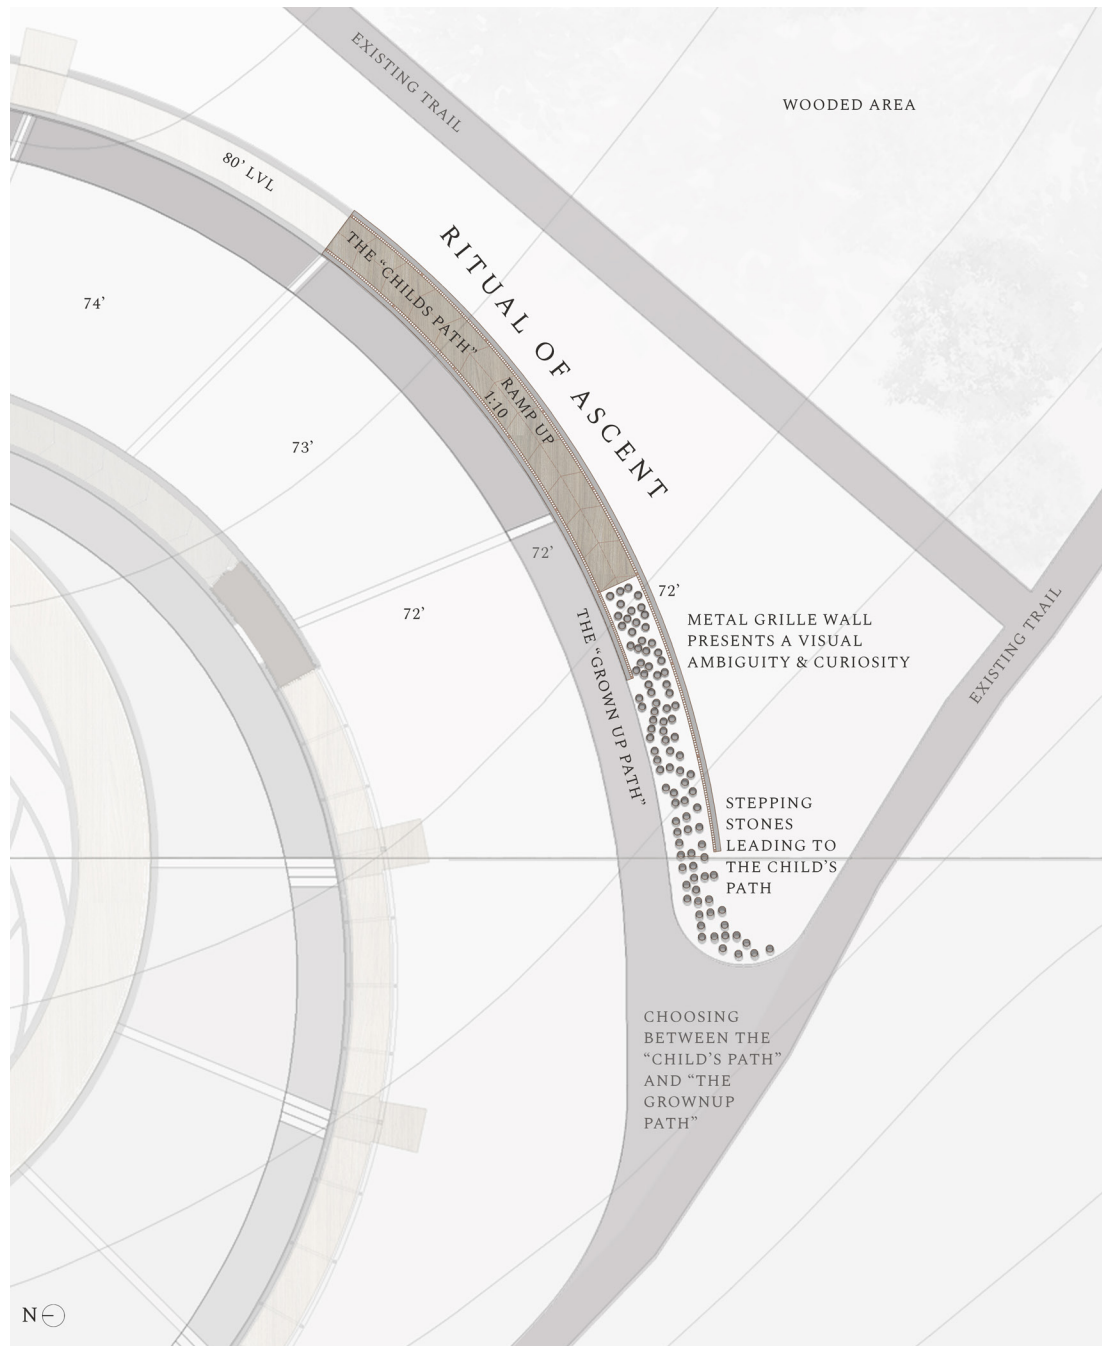 EXISTING TRAIL
WOODED AREA
80' LVL
RITUAL OF ASCENT
THE “CHILDS PATH”
74'
RAMP UP
1:10
73'
72'
72'
72'
METAL GRILLE WALL
PRESENTS A VISUAL
AMBIGUITY & CURIOSITY
EXISTING TRAIL
THE “GROWN UP PATH”
STEPPING
STONES
LEADING TO
THE CHILD'S
PATH
CHOOSING
BETWEEN THE
“CHILD'S PATH”
AND “THE
GROWNUP
PATH”
N